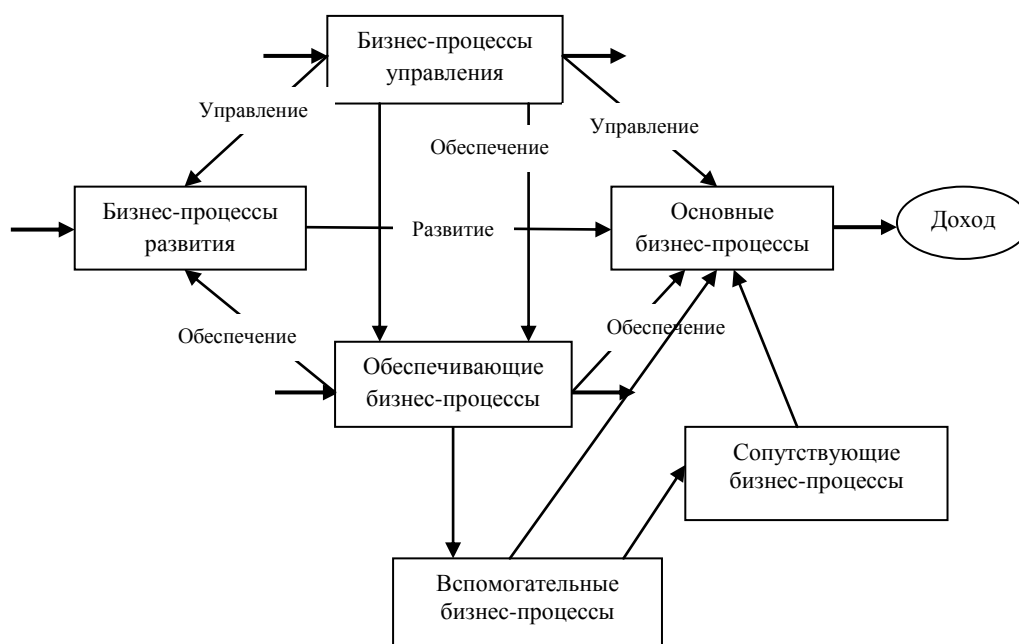 Бизнес-процессы
управления
Управление
Обеспечение
Управление
Бизнес-процессы
развития
Развитие
Основные
бизнес-процессы
Доход
Обеспечение
Обеспечение
Обеспечивающие
бизнес-процессы
Сопутствующие
бизнес-процессы
Вспомогательные
бизнес-процессы